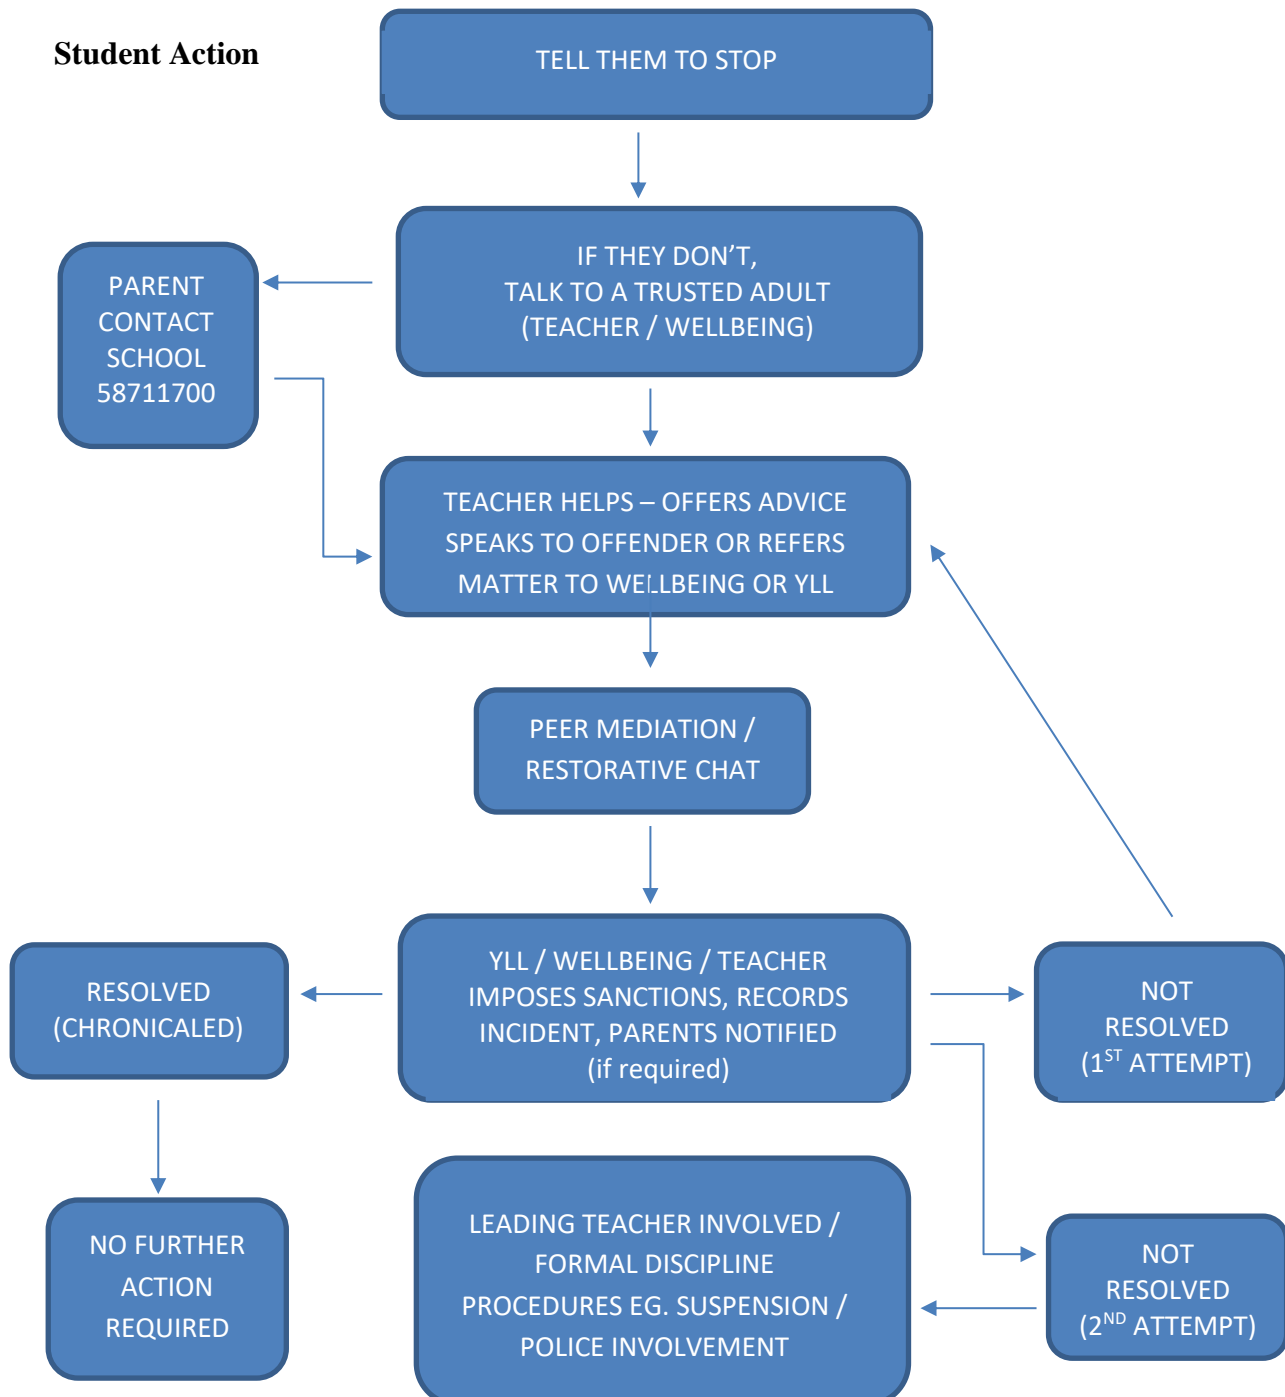 Student Action
TELL THEM TO STOP
IF THEY DON’T,
TALK TO A TRUSTED ADULT
(TEACHER / WELLBEING)
PARENT
CONTACT
SCHOOL
58711700
TEACHER HELPS – OFFERS ADVICE
SPEAKS TO OFFENDER OR REFERS
MATTER TO WELLBEING OR YLL
PEER MEDIATION /
RESTORATIVE CHAT
YLL / WELLBEING / TEACHER
IMPOSES SANCTIONS, RECORDS
INCIDENT, PARENTS NOTIFIED
(if required)
RESOLVED
(CHRONICALED)
NOT
RESOLVED
(1ST ATTEMPT)
NO FURTHER
ACTION
REQUIRED
LEADING TEACHER INVOLVED /
FORMAL DISCIPLINE
PROCEDURES EG. SUSPENSION /
POLICE INVOLVEMENT
NOT
RESOLVED
(2ND ATTEMPT)